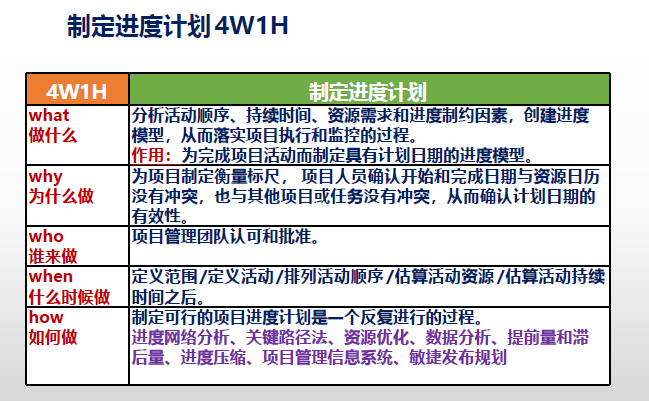 制定进度计划 4W1H
4W1H
制定进度计划
what
做什么
分析活动顺序、持续时间、资源需求和进度制约因素，创建进度
模型，从而落实项目执行和监控的过程。
作用：为完成项目活动而制定具有计划日期的进度模型。
why
为什么做
为项目制定衡量标尺， 项目人员确认开始和完成日期与资源日历
没有冲突，也与其他项目或任务没有冲突，从而确认计划日期的
有效性。
who
谁来做
项目管理团队认可和批准。
when
什么时候做
定义范围/定义活动/排列活动顺序/估算活动资源/估算活动持续
时间之后。
how
如何做
制定可行的项目进度计划是一个反复进行的过程。
进度网络分析、关键路径法、资源优化、数据分析、提前量和滞
后量、进度压缩、项目管理信息系统、敏捷发布规划